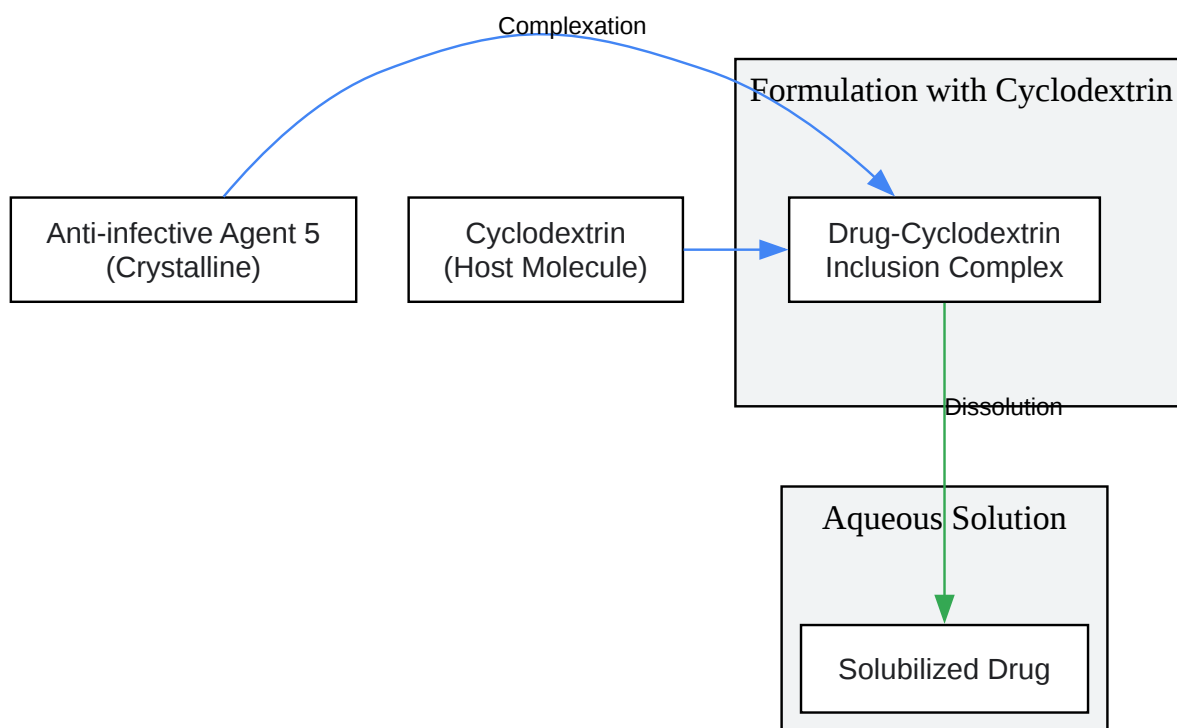 Complexation
Formulation with Cyclodextrin
Anti-infective Agent 5
(Crystalline)
Cyclodextrin
(Host Molecule)
Drug-Cyclodextrin
Inclusion Complex
Dissolution
Aqueous Solution
Solubilized Drug